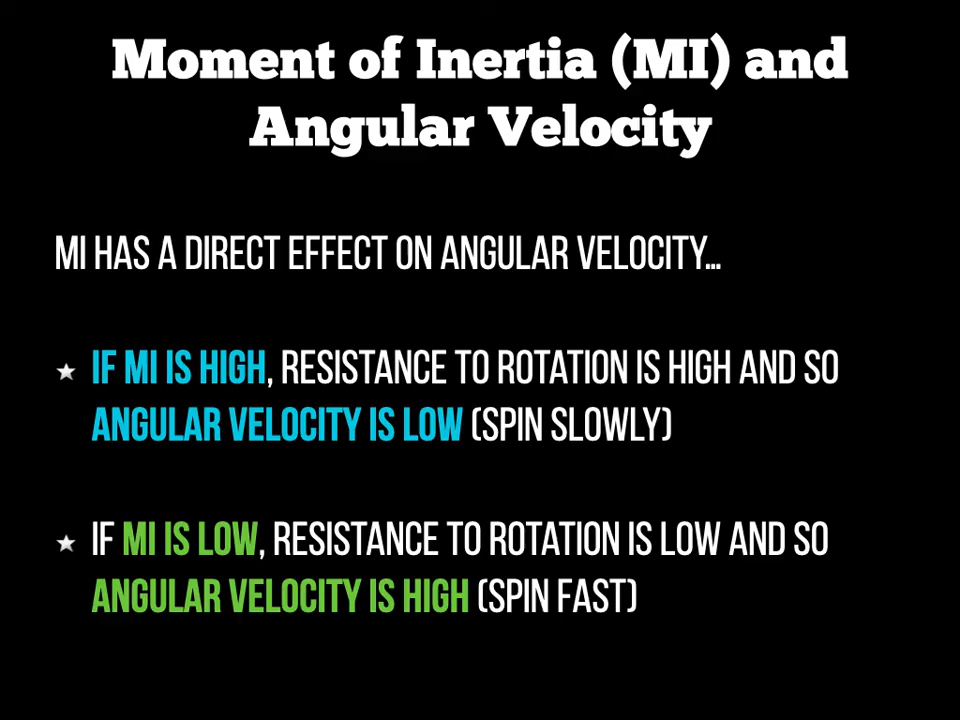 Moment of Inertia (MI) and
Angular Velocity
MI HAS A DIRECT EFFECT ON ANGULAR VELOCITY...
★ IF MI IS HIGH, RESISTANCE TO ROTATION IS HIGH AND SO
ANGULAR VELOCITY IS LOW (SPIN SLOWLY)
★ IF MI IS LOW, RESISTANCE TO ROTATION IS LOW AND SO
ANGULAR VELOCITY IS HIGH (SPIN FAST)